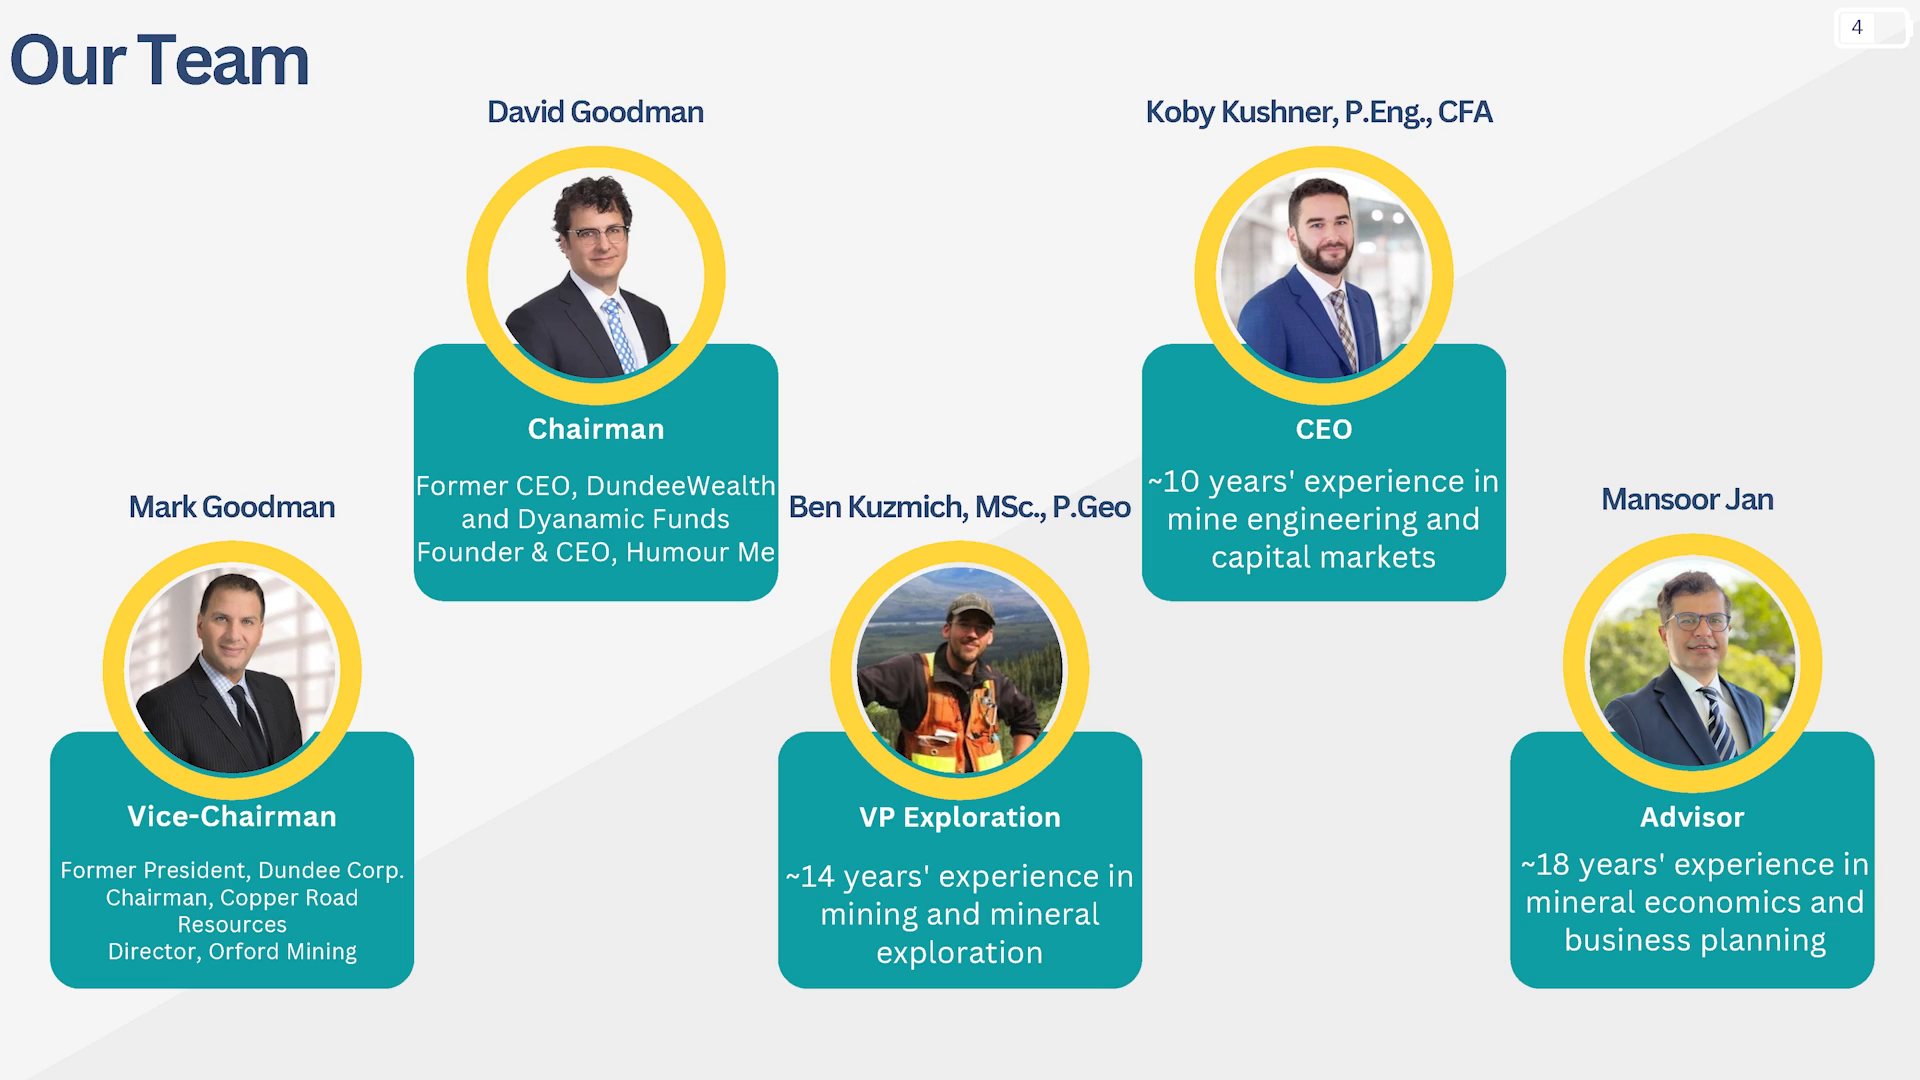 Our Team
4
David Goodman
Chairman
Former CEO, DundeeWealth
and Dyanamic Funds
Founder & CEO, Humour Me
Koby Kushner, P.Eng., CFA
CEO
~10 years' experience in
mine engineering and
capital markets
Mark Goodman
Vice-Chairman
Former President, Dundee Corp.
Chairman, Copper Road
Resources
Director, Orford Mining
Ben Kuzmich, MSc., P.Geo
VP Exploration
~14 years' experience in
mining and mineral
exploration
Mansoor Jan
Advisor
~18 years' experience in
mineral economics and
business planning